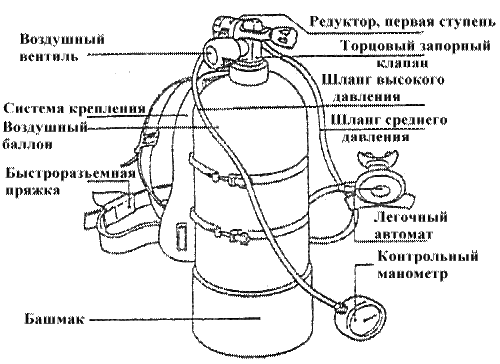 Редуктор, первая ступень
Воздушный
вентиль
Торцовый запорный
клапан
Шланг высокого
давления
Система крепления
Воздушный
баллон
Шланг среднего
давления
Быстроразъемная
пряжка
Легочный
автомат
Контрольный
манометр
Башмак